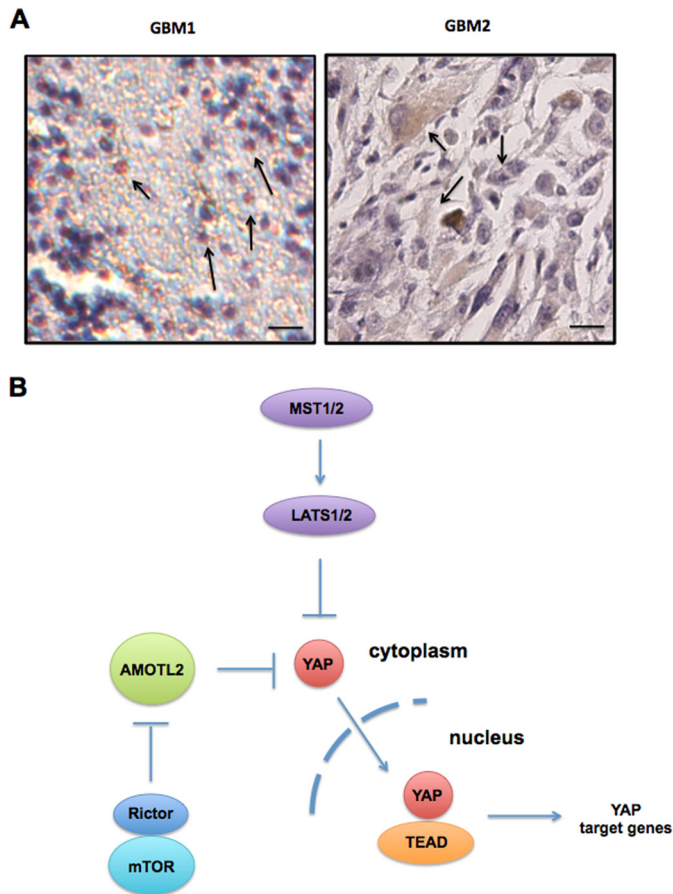 A
GBM1
GBM2
B
MST1/2
LATS1/2
AMOTL2
YAP
cytoplasm
nucleus
Rictor
mTOR
YAP
TEAD
YAP
target genes